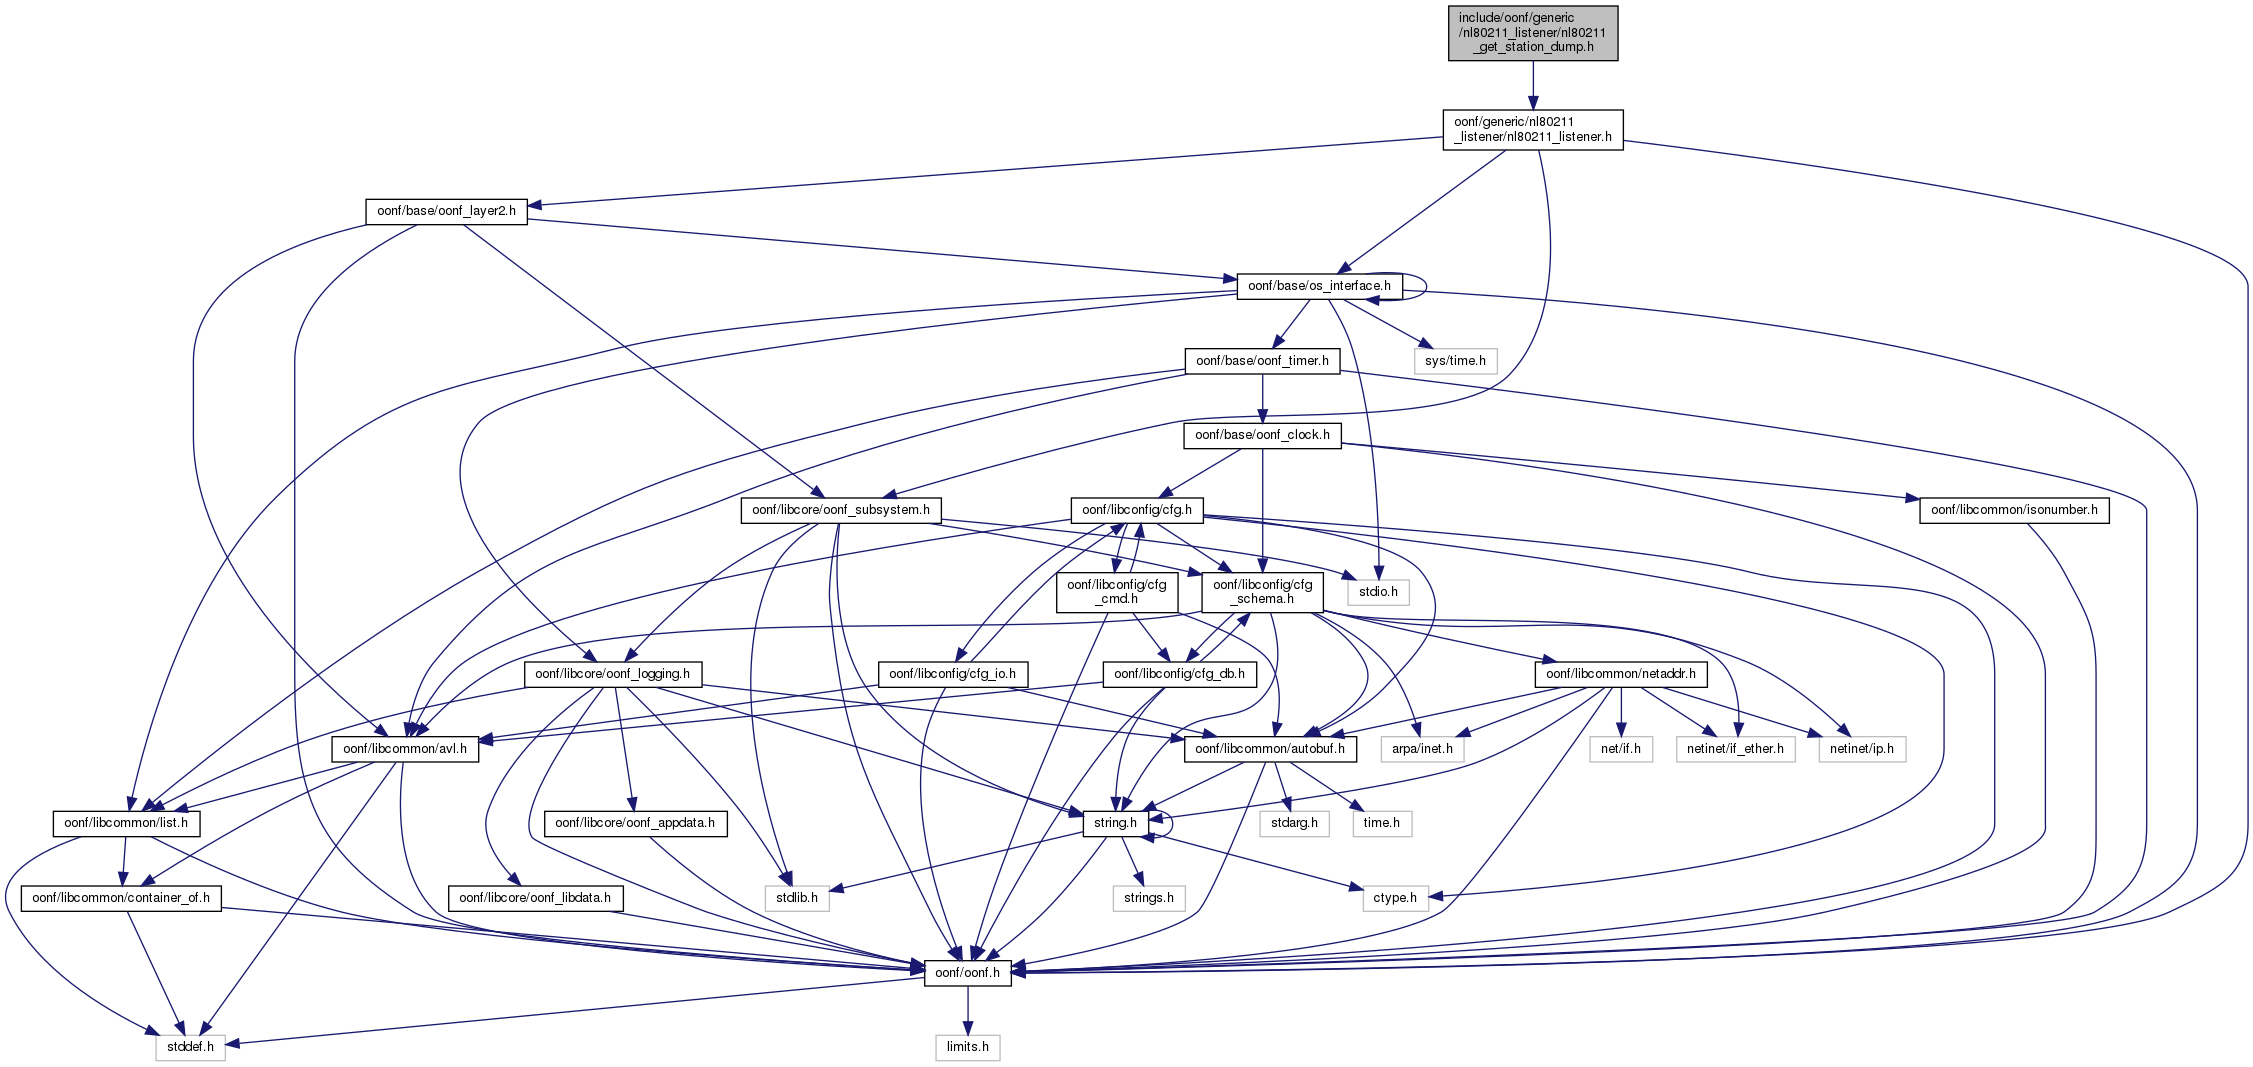 include/oonf/generic
/nl80211_listener/nl80211
_get_station_dump.h
oonf/generic/nl80211
_listener/nl80211_listener.h
oonf/base/oonf_layer2.h
oonf/base/os_interface.h
oonf/base/oonf_timer.h
sys/time.h
oonf/base/oonf_clock.h
oonf/libcore/oonf_subsystem.h
oonf/libconfig/cfg.h
oonf/libcommon/isonumber.h
oonf/libconfig/cfg
_cmd.h
oonf/libconfig/cfg
_schema.h
stdio.h
oonf/libcore/oonf_logging.h
oonf/libconfig/cfg_io.h
oonf/libconfig/cfg_db.h
oonf/libcommon/netaddr.h
oonf/libcommon/avl.h
oonf/libcommon/autobuf.h
arpa/inet.h
net/if.h
netinet/if_ether.h
netinet/ip.h
oonf/libcommon/list.h
oonf/libcore/oonf_appdata.h
string.h
stdarg.h
time.h
oonf/libcommon/container_of.h
oonf/libcore/oonf_libdata.h
stdlib.h
strings.h
ctype.h
oonf/oonf.h
stddef.h
limits.h